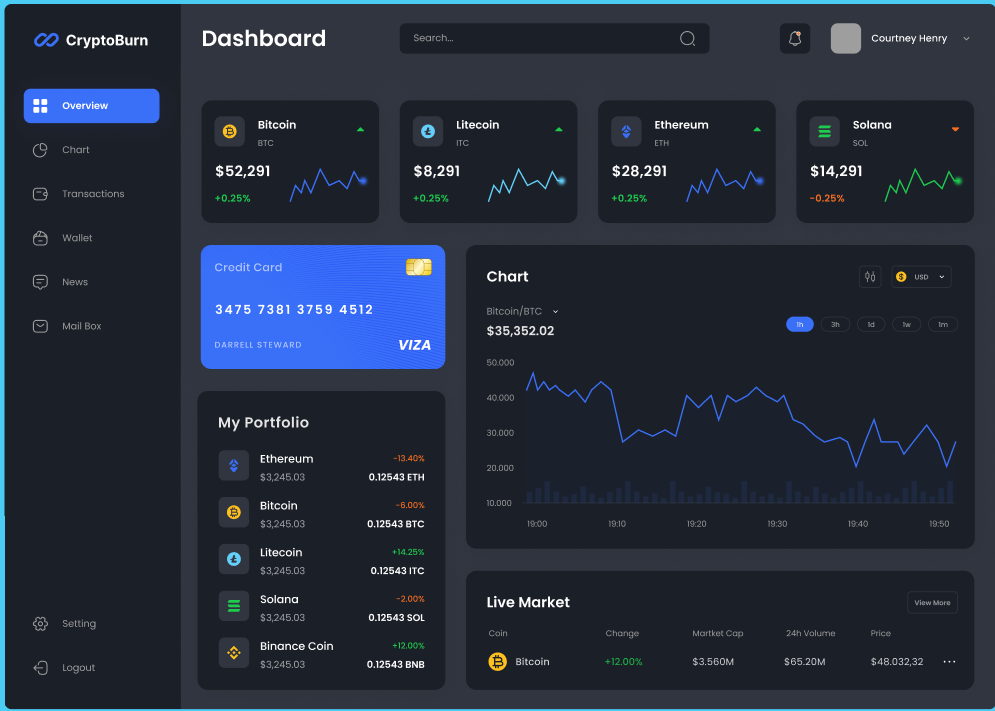 CryptoBurn
Dashboard
Search...
Courtney Henry
Overview
Chart
Transactions
Wallet
News
Mail Box
Setting
Logout
Bitcoin
BTC
$52,291
+0.25%
Litecoin
ITC
$8,291
+0.25%
Ethereum
ETH
$28,291
+0.25%
Solana
SOL
$14,291
-0.25%
Credit Card
3475 7381 3759 4512
DARRELL STEWARD
VIZA
My Portfolio
Ethereum -13.40%
$3,245.03 0.12543 ETH
Bitcoin -6.00%
$3,245.03 0.12543 BTC
Litecoin +14.25%
$3,245.03 0.12543 ITC
Solana -2.00%
$3,245.03 0.12543 SOL
Binance Coin +12.00%
$3,245.03 0.12543 BNB
Chart
$ USD
Bitcoin/BTC
$35,352.02
1h 3h 1d 1w 1m
50.000
40.000
30.000
20.000
10.000
19:00 19:10 19:20 19:30 19:40 19:50
Live Market
View More
Coin Change Martket Cap 24h Volume Price
Bitcoin +12.00% $3.560M $65.20M $48.032,32 ...